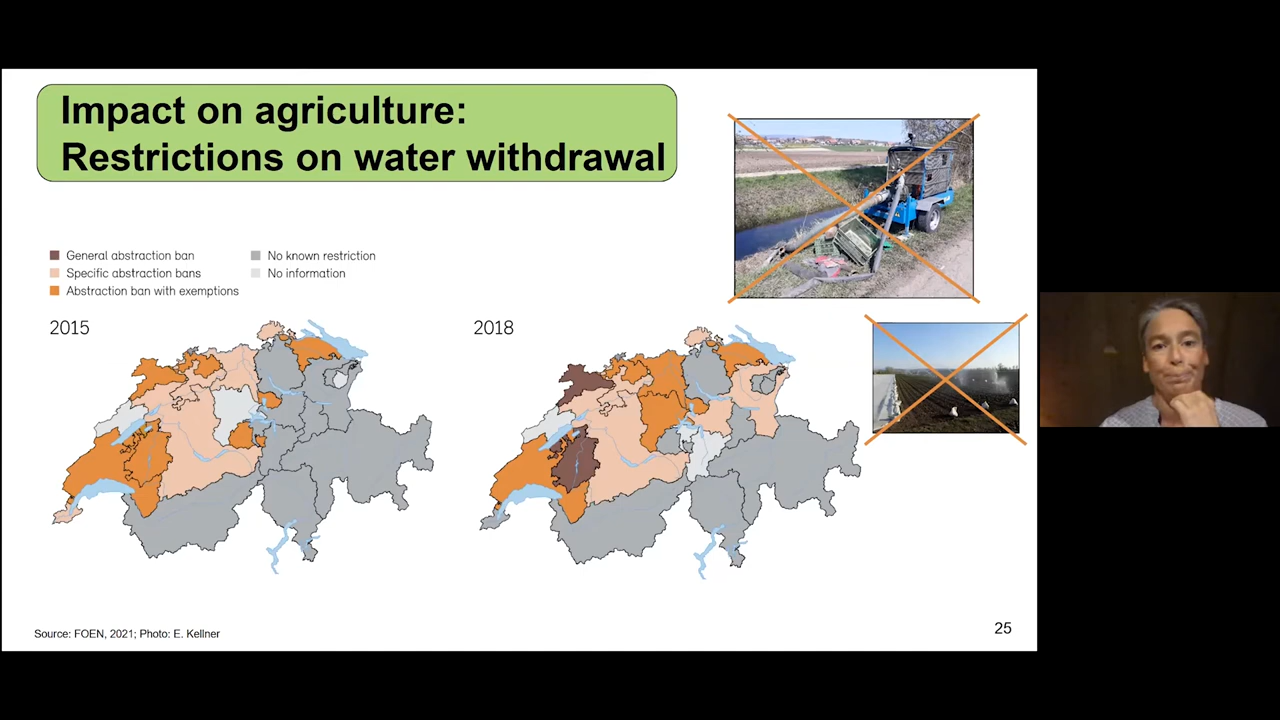 Impact on agriculture:
Restrictions on water withdrawal
General abstraction ban
Specific abstraction bans
Abstraction ban with exemptions
No known restriction
No information
2015
2018
Source: FOEN, 2021; Photo: E. Kellner
25